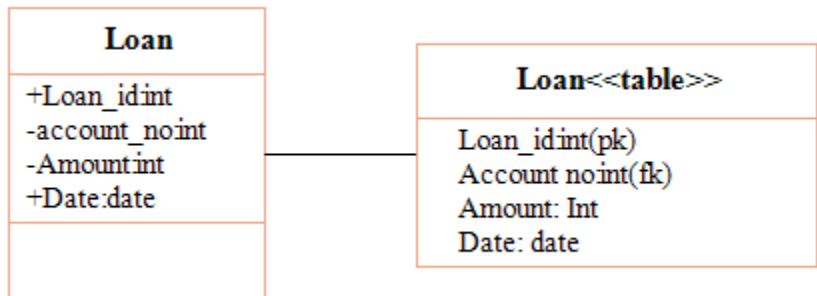 Loan
+Loan_id:int
-account_no:int
-Amount:int
+Date:date
Loan<<table>>
Loan_id:int(pk)
Account no:int(fk)
Amount: Int
Date: date